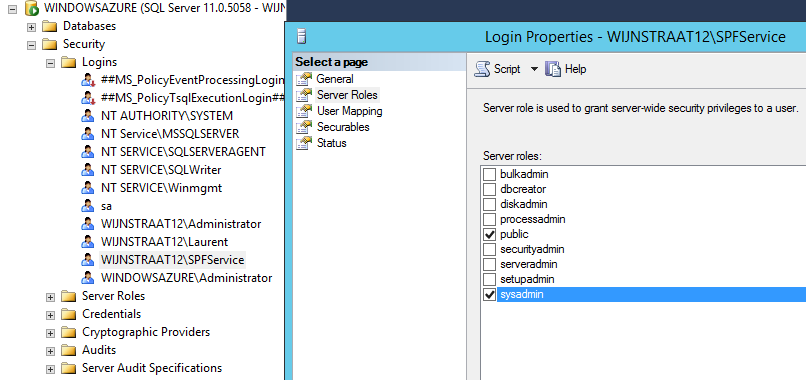 WINDOWSAZURE (SQL Server 11.0.5058 - WIJN
Databases
Security
Logins
##MS_PolicyEventProcessingLogin
##MS_PolicyTsqlExecutionLogin##
NT AUTHORITY\SYSTEM
NT Service\MSSQLSERVER
NT SERVICE\SQLSERVERAGENT
NT SERVICE\SQLWriter
NT SERVICE\Winmgmt
sa
WIJNSTRAAT12\Administrator
WIJNSTRAAT12\Laurent
WIJNSTRAAT12\SPFService
WINDOWSAZURE\Administrator
Server Roles
Credentials
Cryptographic Providers
Audits
Server Audit Specifications
Login Properties - WIJNSTRAAT12\SPFService
Select a page
General
Server Roles
User Mapping
Securables
Status
Script Help
Server role is used to grant server-wide security privileges to a user.
Server roles:
bulkadmin
dbcreator
diskadmin
processadmin
public
securityadmin
serveradmin
setupadmin
sysadmin